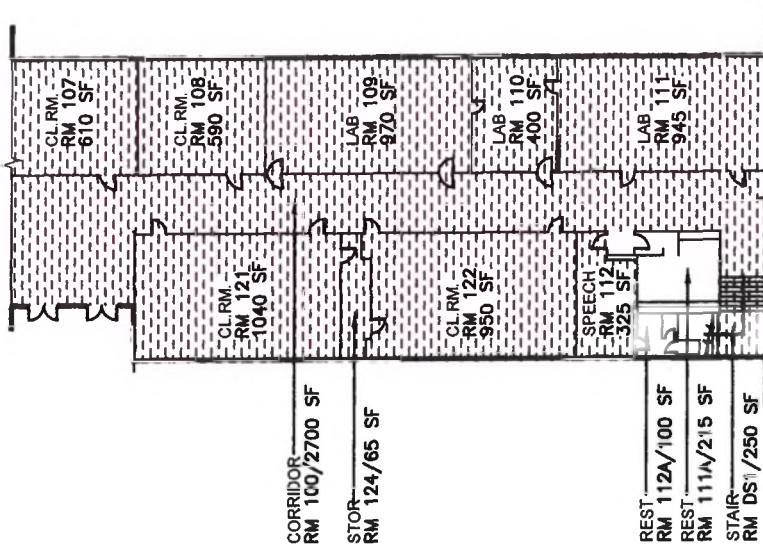 CL.RM.
RM 107
610 SF
CL.RM.
RM 108
590 SF
LAB
RM 109
970 SF
LAB
RM 110
400 SF
LAB
RM 111
945 SF
CL.RM.
RM 121
1040 SF
CL.RM.
RM 122
950 SF
SPEECH
RM 112
325 SF
CORRIDOR
RM 100/2700 SF
STOR
RM 124/65 SF
REST
RM 112A/100 SF
REST
RM 111A/215 SF
STAIR
RM DS1/250 SF